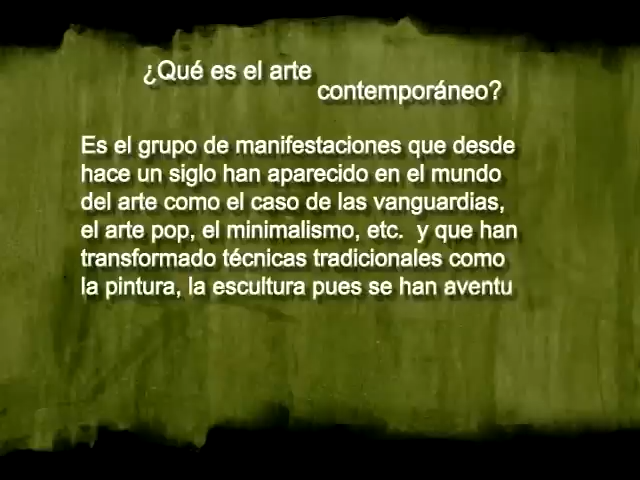 ¿Qué es el arte
contemporáneo?
Es el grupo de manifestaciones que desde
hace un siglo han aparecido en el mundo
del arte como el caso de las vanguardias,
el arte pop, el minimalismo, etc.  y que han
transformado técnicas tradicionales como
la pintura, la escultura pues se han aventu